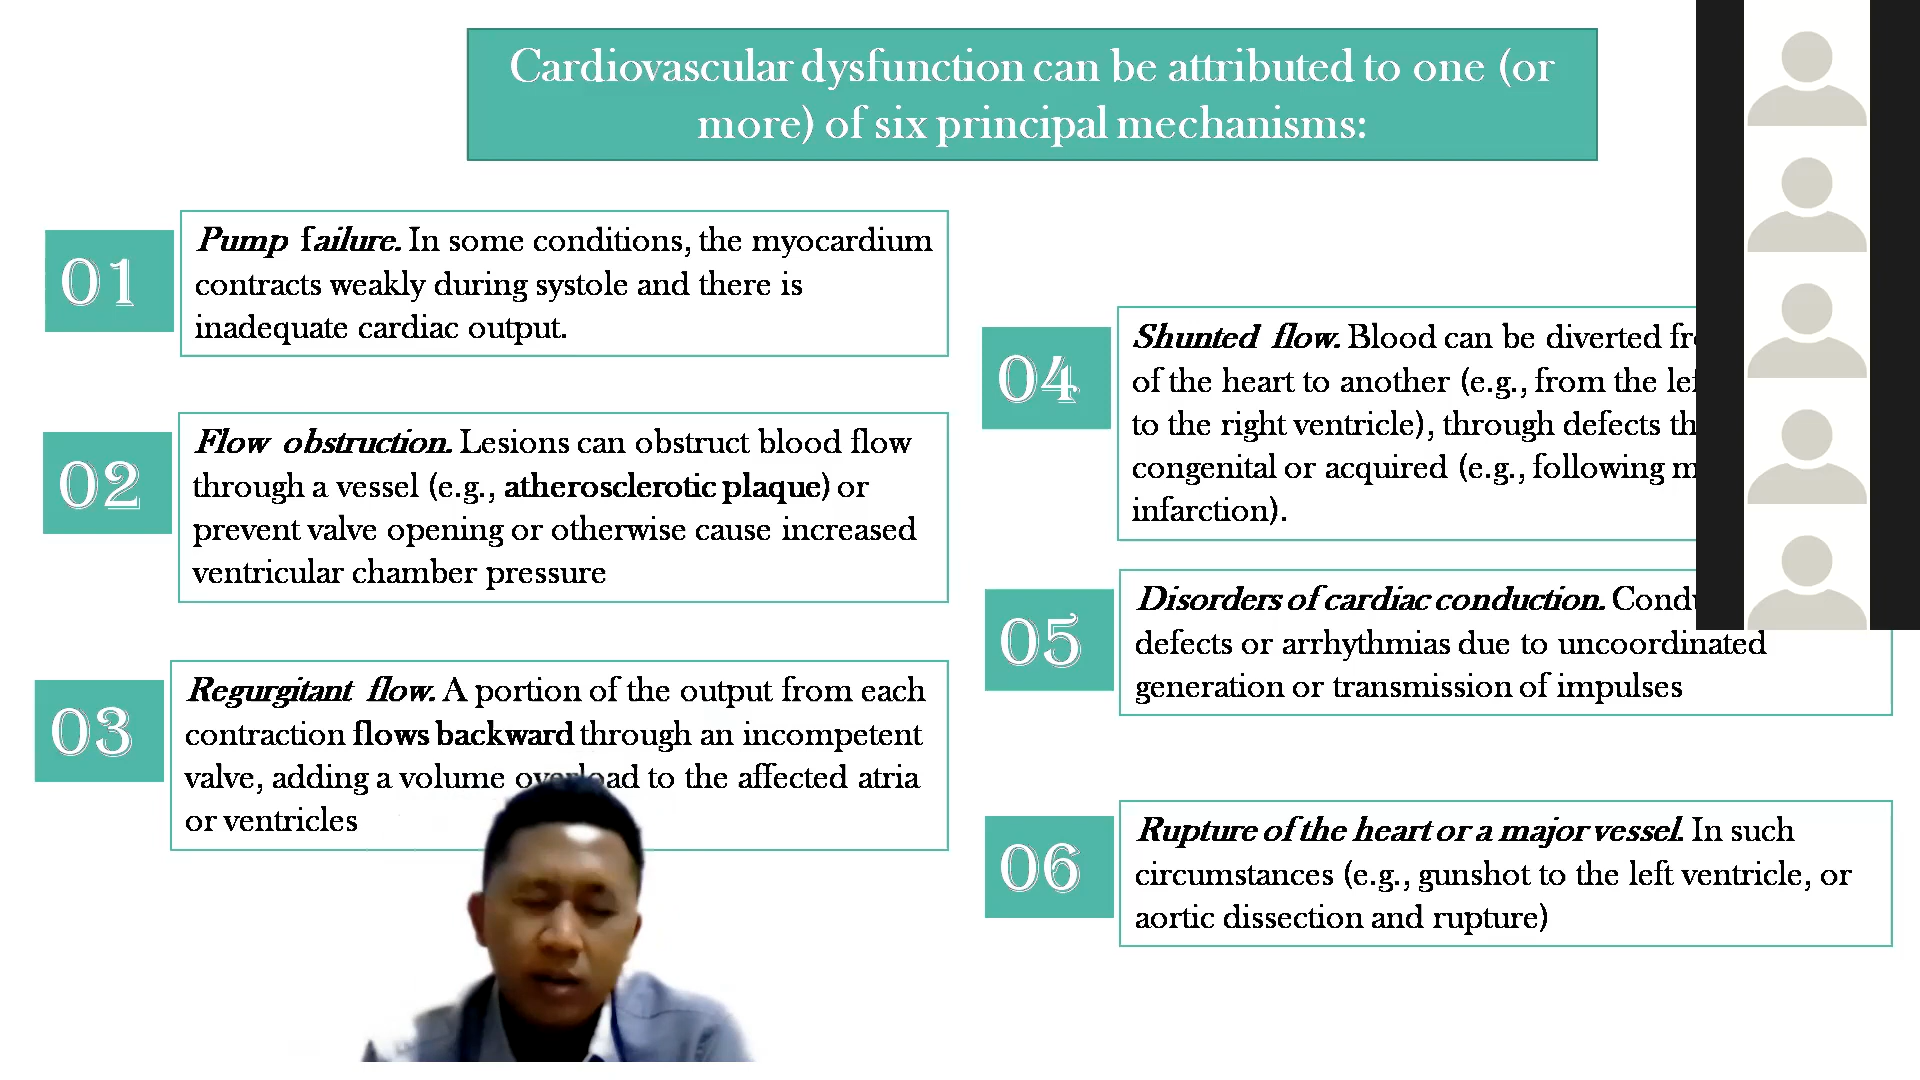 Cardiovascular dysfunction can be attributed to one (or
more) of six principal mechanisms:
01
Pump failure. In some conditions, the myocardium
contracts weakly during systole and there is
inadequate cardiac output.
02
Flow obstruction. Lesions can obstruct blood flow
through a vessel (e.g., atherosclerotic plaque) or
prevent valve opening or otherwise cause increased
ventricular chamber pressure
03
Regurgitant flow. A portion of the output from each
contraction flows backward through an incompetent
valve, adding a volume to the affected atria
or ventricles
04
Shunted flow. Blood can be diverted
of the heart to another (e.g., from the
to the right ventricle), through defects
congenital or acquired (e.g., following
infarction).
05
Disorders of cardiac conduction.
defects or arrhythmias due to uncoordinated
generation or transmission of impulses
06
Rupture of the heart or a major vessel. In such
circumstances (e.g., gunshot to the left ventricle, or
aortic dissection and rupture)